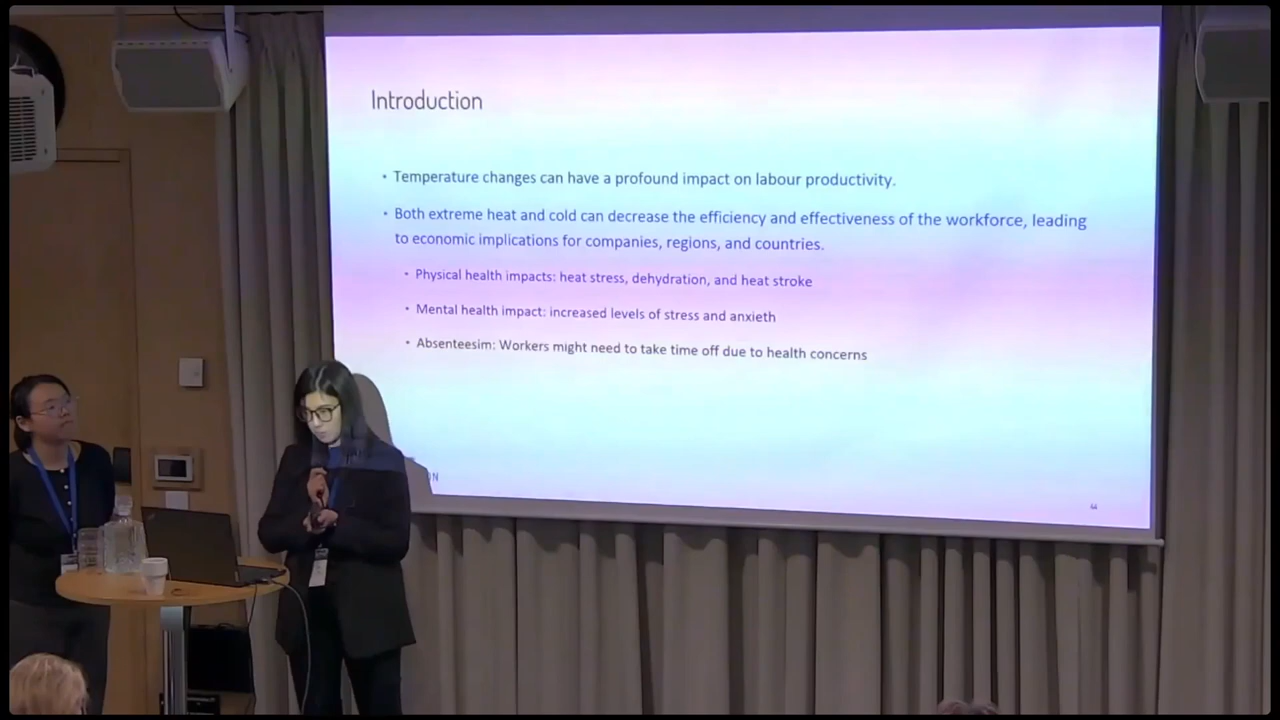 Introduction
• Temperature changes can have a profound impact on labour productivity.
• Both extreme heat and cold can decrease the efficiency and effectiveness of the workforce, leading
to economic implications for companies, regions, and countries.
• Physical health impacts: heat stress, dehydration, and heat stroke
• Mental health impact: increased levels of stress and anxieth
• Absenteesim: Workers might need to take time off due to health concerns